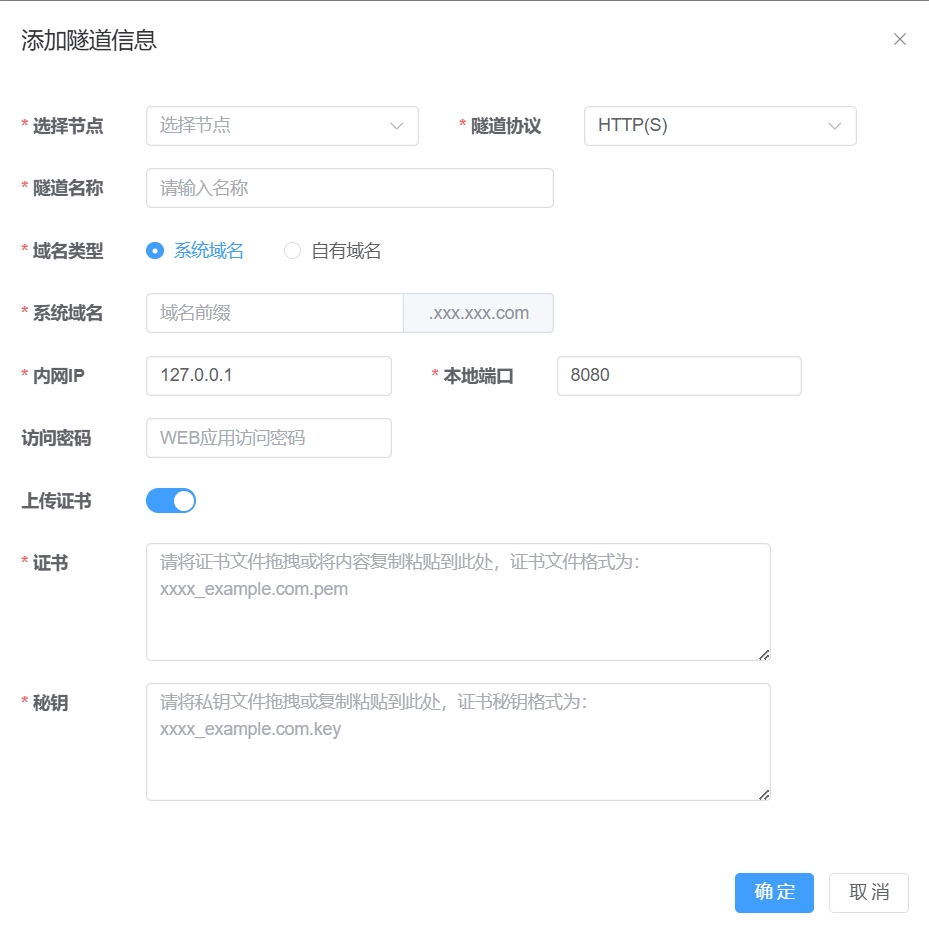 添加隧道信息
* 选择节点 选择节点 * 隧道协议 HTTP(S)
* 隧道名称 请输入名称
* 域名类型 系统域名 自有域名
* 系统域名 域名前缀 .xxx.xxx.com
* 内网IP 127.0.0.1 * 本地端口 8080
访问密码 WEB应用访问密码
上传证书
* 证书 请将证书文件拖拽或将内容复制粘贴到此处，证书文件格式为：
xxxx_example.com.pem
* 秘钥 请将私钥文件拖拽或复制粘贴到此处，证书秘钥格式为：
xxxx_example.com.key
确定 取消